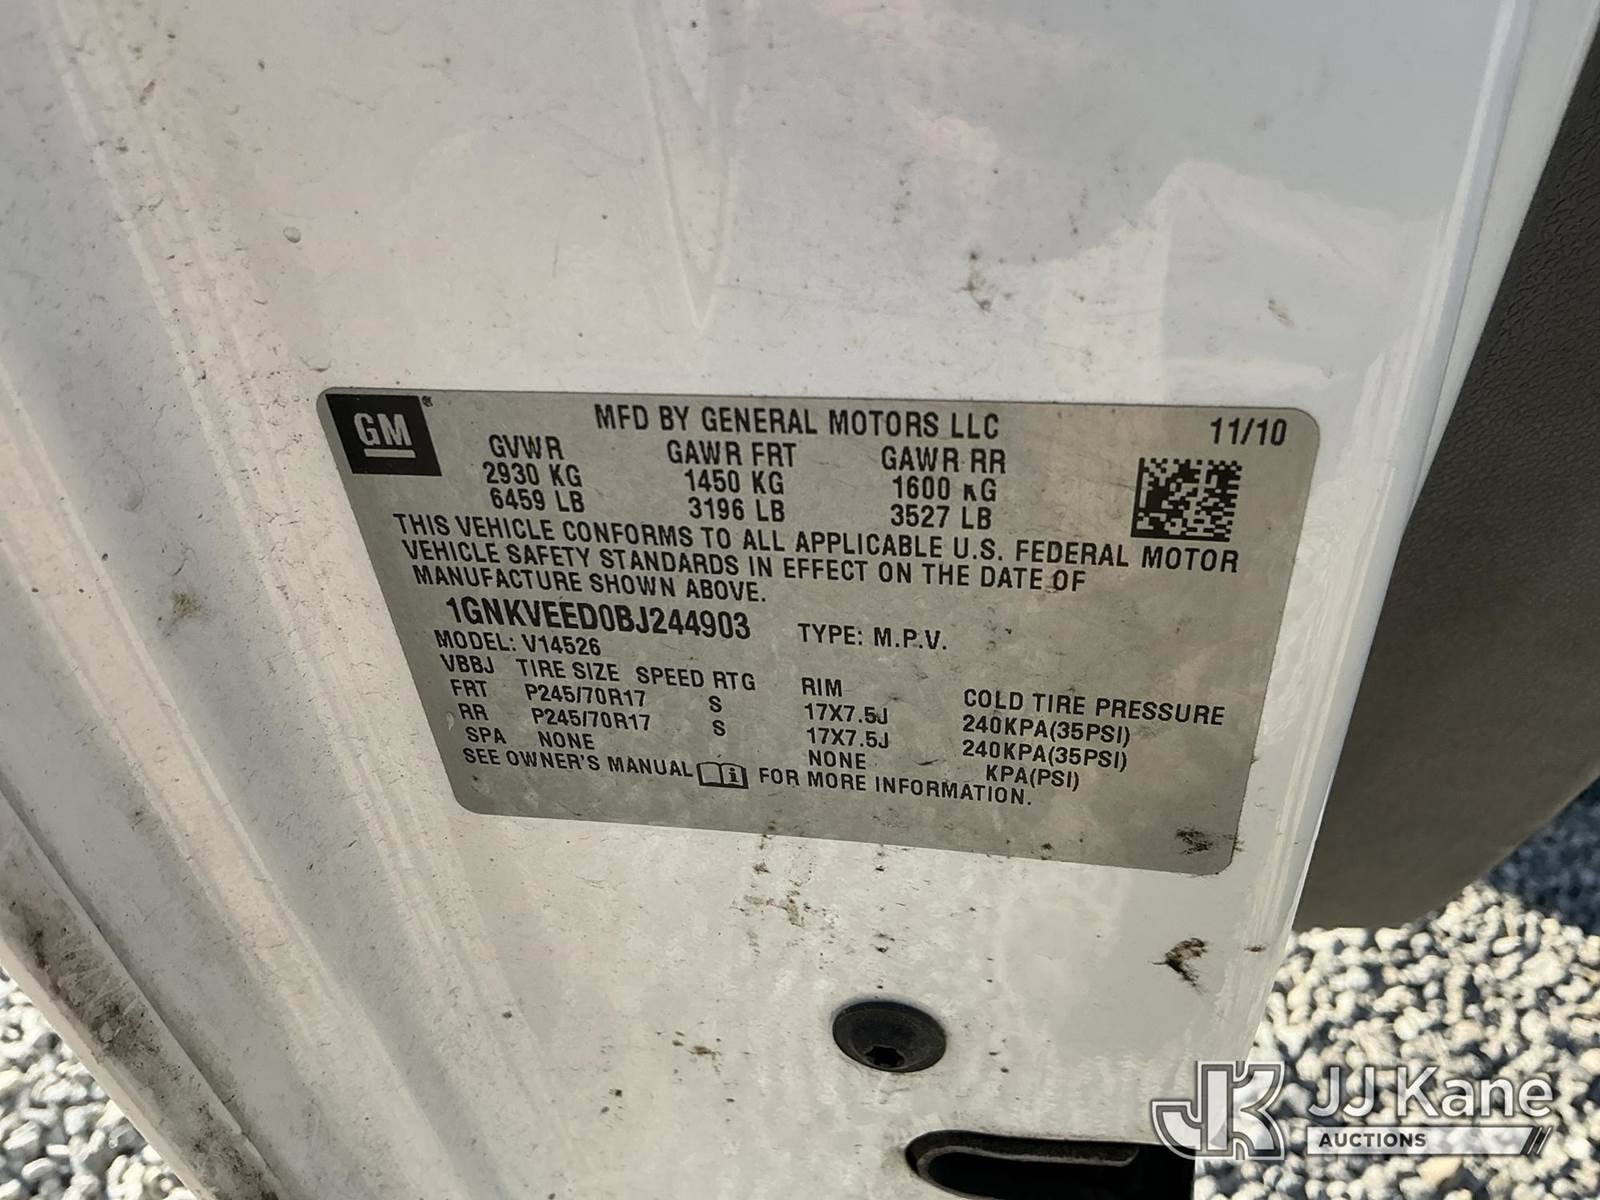 GM®
MFD BY GENERAL MOTORS LLC 11/10
GVWR GAWR FRT GAWR RR
2930 KG 1450 KG 1600 KG
6459 LB 3196 LB 3527 LB
THIS VEHICLE CONFORMS TO ALL APPLICABLE U.S. FEDERAL MOTOR
VEHICLE SAFETY STANDARDS IN EFFECT ON THE DATE OF
MANUFACTURE SHOWN ABOVE.
1GNKVEED0BJ244903 TYPE: M.P.V.
MODEL: V14526
VBBJ TIRE SIZE SPEED RTG RIM COLD TIRE PRESSURE
FRT P245/70R17 S 17X7.5J 240KPA(35PSI)
RR P245/70R17 S 17X7.5J 240KPA(35PSI)
SPA NONE NONE KPA(PSI)
SEE OWNER'S MANUAL i FOR MORE INFORMATION.
JK JJ Kane
AUCTIONS